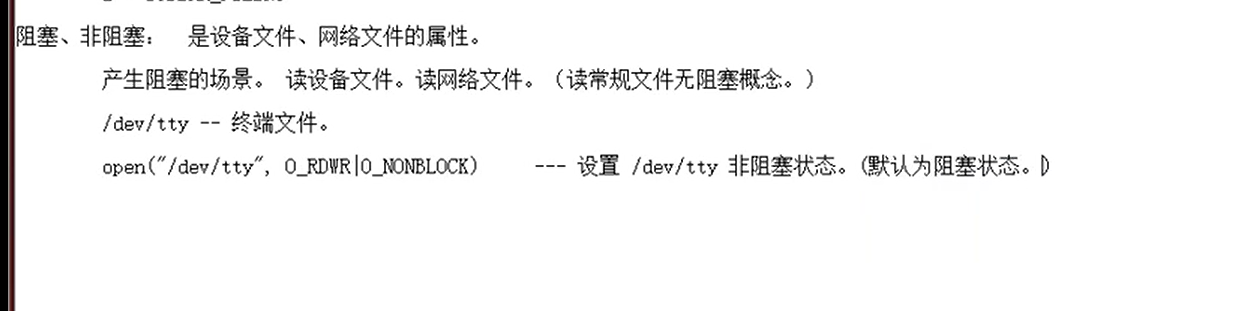 阻塞、非阻塞： 是设备文件、网络文件的属性。
产生阻塞的场景。 读设备文件。读网络文件。（读常规文件无阻塞概念。）
/dev/tty -- 终端文件。
open("/dev/tty", O_RDWR|O_NONBLOCK) --- 设置 /dev/tty 非阻塞状态。(默认为阻塞状态。)